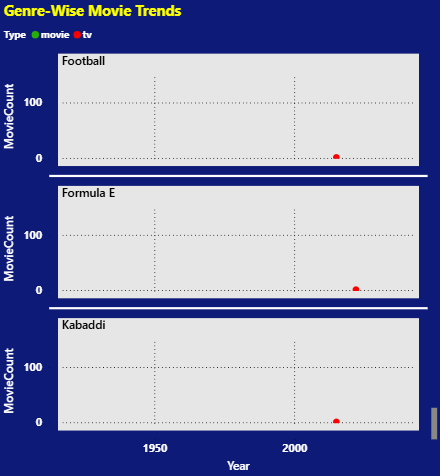 Genre-Wise Movie Trends
Type movie tv
Football
MovieCount
100
0
Formula E
MovieCount
100
0
Kabaddi
MovieCount
100
0
1950 2000
Year